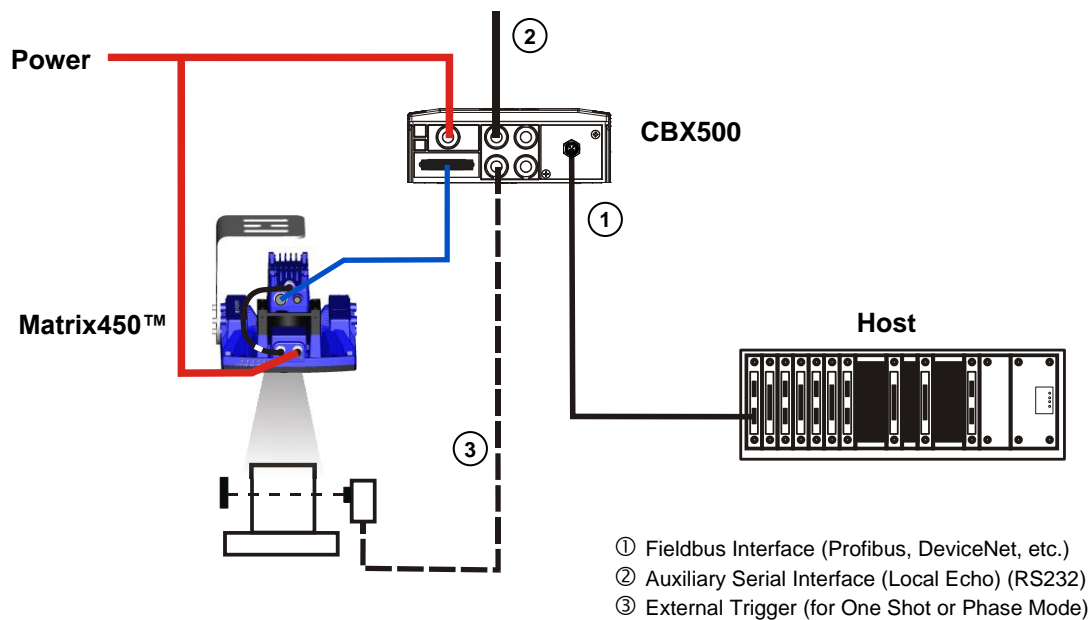 Power
2
CBX500
1
Matrix450™
Host
3
① Fieldbus Interface (Profibus, DeviceNet, etc.)
② Auxiliary Serial Interface (Local Echo) (RS232)
③ External Trigger (for One Shot or Phase Mode)